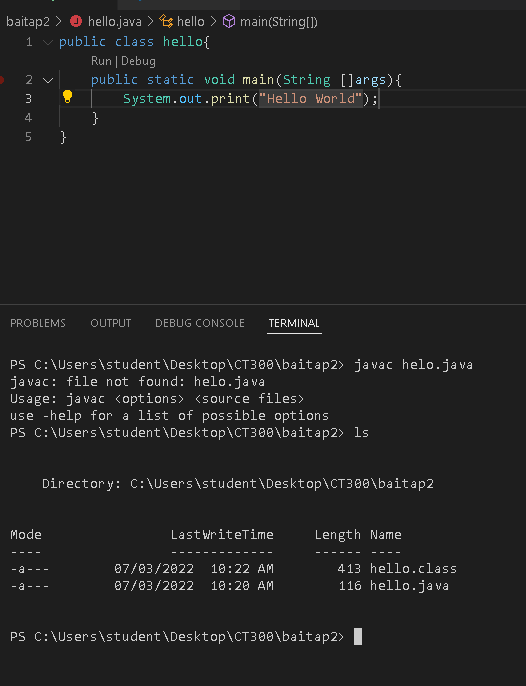 baitap2 > hello.java > hello > main(String[])
1 public class hello{
Run | Debug
2 public static void main(String []args){
3 System.out.print("Hello World");
4 }
5 }
PROBLEMS OUTPUT DEBUG CONSOLE TERMINAL
PS C:\Users\student\Desktop\CT300\baitap2> javac helo.java
javac: file not found: helo.java
Usage: javac <options> <source files>
use -help for a list of possible options
PS C:\Users\student\Desktop\CT300\baitap2> ls
Directory: C:\Users\student\Desktop\CT300\baitap2
Mode LastWriteTime Length Name
---- ------------- ------ ----
-a--- 07/03/2022 10:22 AM 413 hello.class
-a--- 07/03/2022 10:20 AM 116 hello.java
PS C:\Users\student\Desktop\CT300\baitap2>